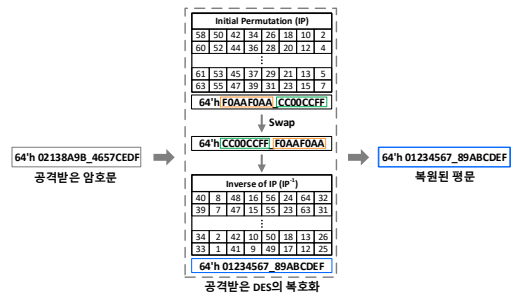 Initial Permutation (IP)
58 50 42 34 26 18 10 2
60 52 44 36 28 20 12 4
⋮
61 53 45 37 29 21 13 5
63 55 47 39 31 23 15 7
64'h F0AAF0AA_CC00CCFF
Swap
64'h CC00CCFF_F0AAF0AA
64'h 02138A9B_4657CEDF
공격받은 암호문
64'h 01234567_89ABCDEF
복원된 평문
Inverse of IP (IP⁻¹)
40 8 48 16 56 24 64 32
39 7 47 15 55 23 63 31
⋮
34 2 42 10 50 18 13 26
33 1 41 9 49 17 12 25
64'h 01234567_89ABCDEF
공격받은 DES의 복호화